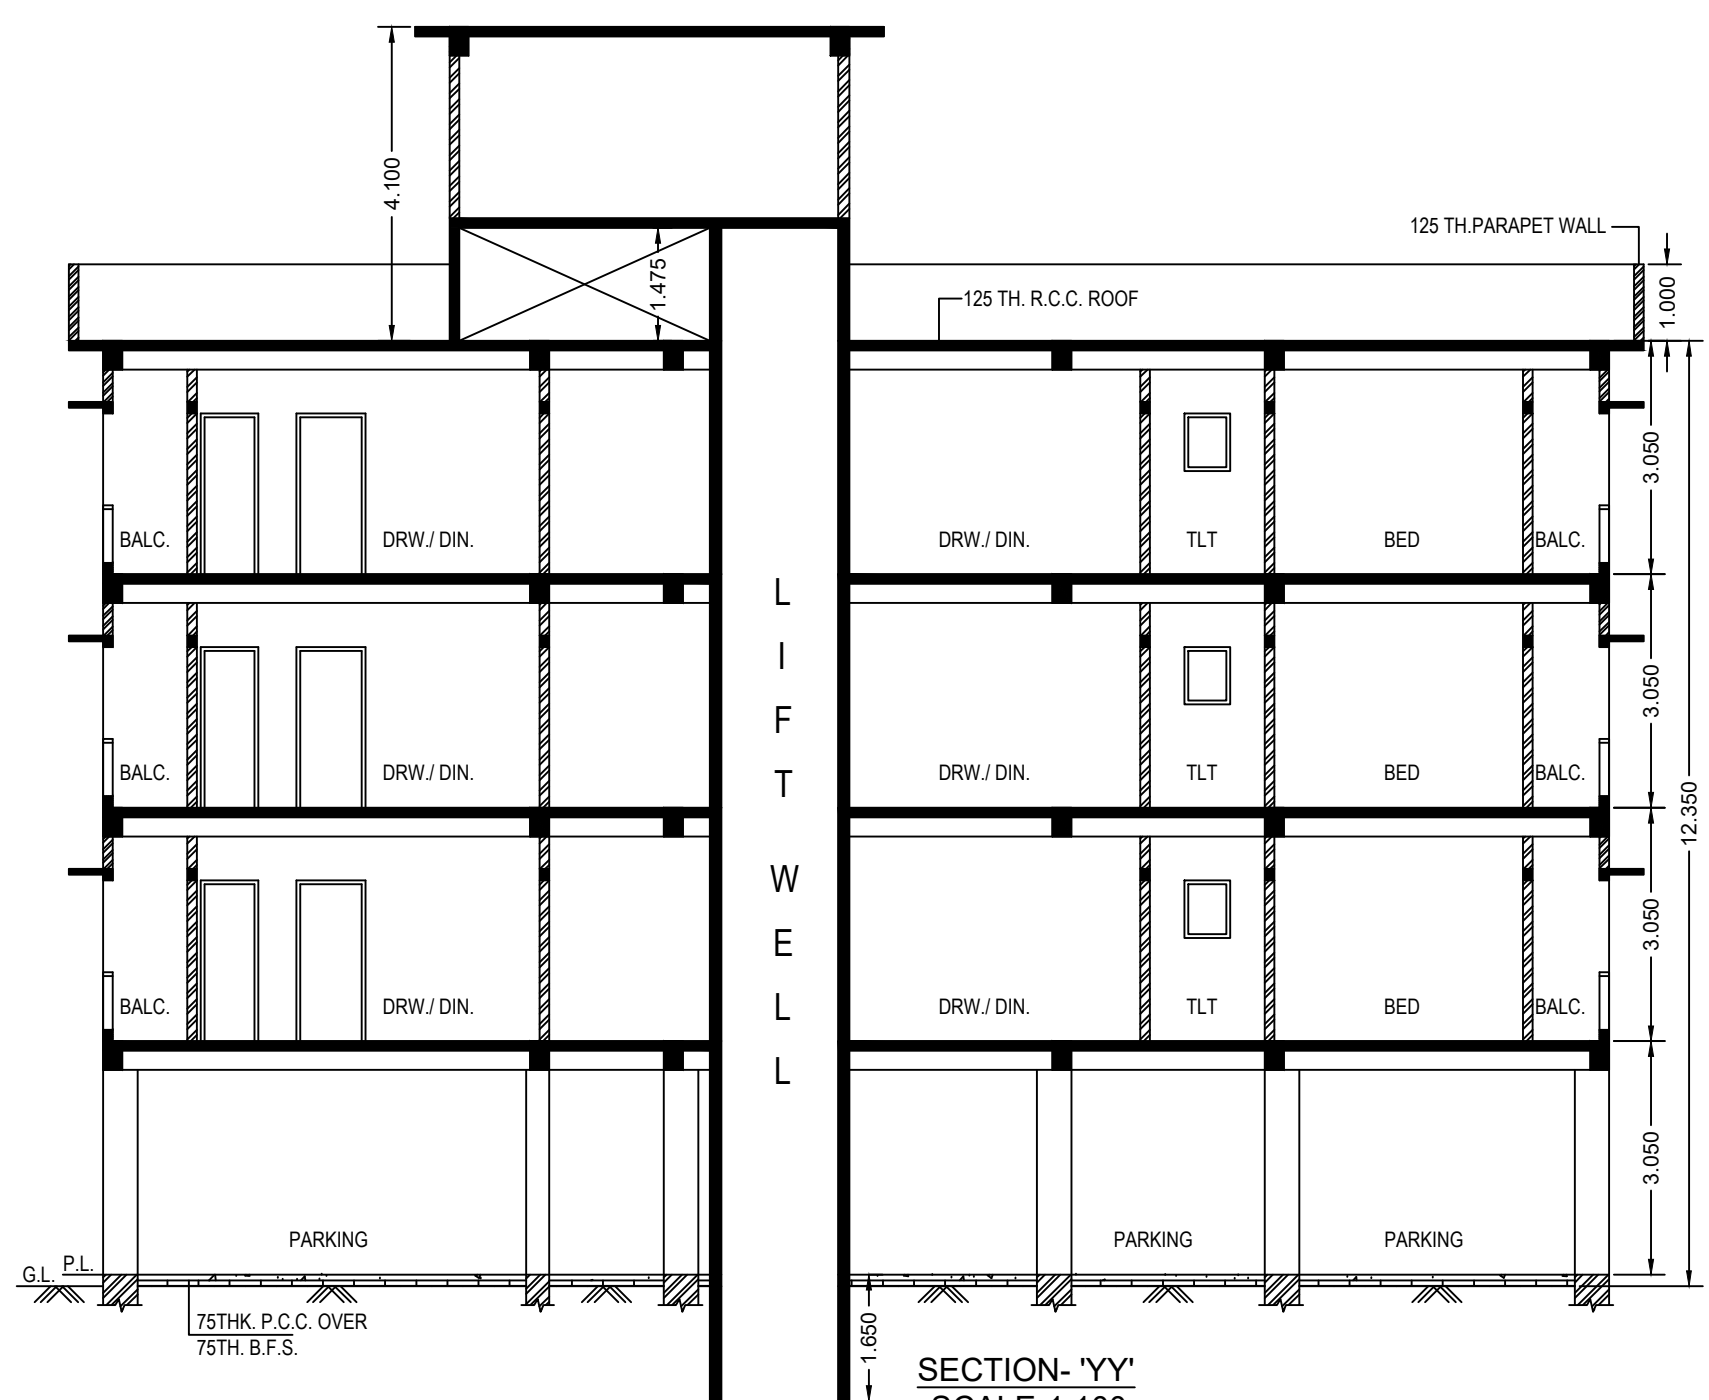 4.100
125 TH.PARAPET WALL
1.475
125 TH. R.C.C. ROOF
1.000
3.050
BALC. DRW./ DIN. DRW./ DIN. TLT BED BALC.
LIFT WELL
3.050
BALC. DRW./ DIN. DRW./ DIN. TLT BED BALC.
12.350
3.050
BALC. DRW./ DIN. DRW./ DIN. TLT BED BALC.
3.050
PARKING PARKING PARKING
G.L. P.L.
75THK. P.C.C. OVER
75TH. B.F.S.
1.650
SECTION- 'YY'